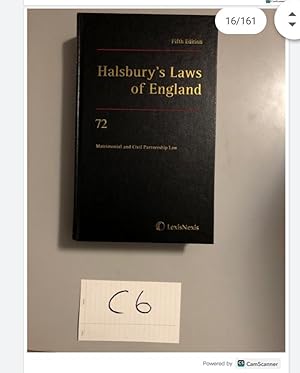 16/161
Fifth Edition
Halsbury's Laws
of England
72
Matrimonial and Civil Partnership Law
LexisNexis
C6
Powered by CS CamScanner